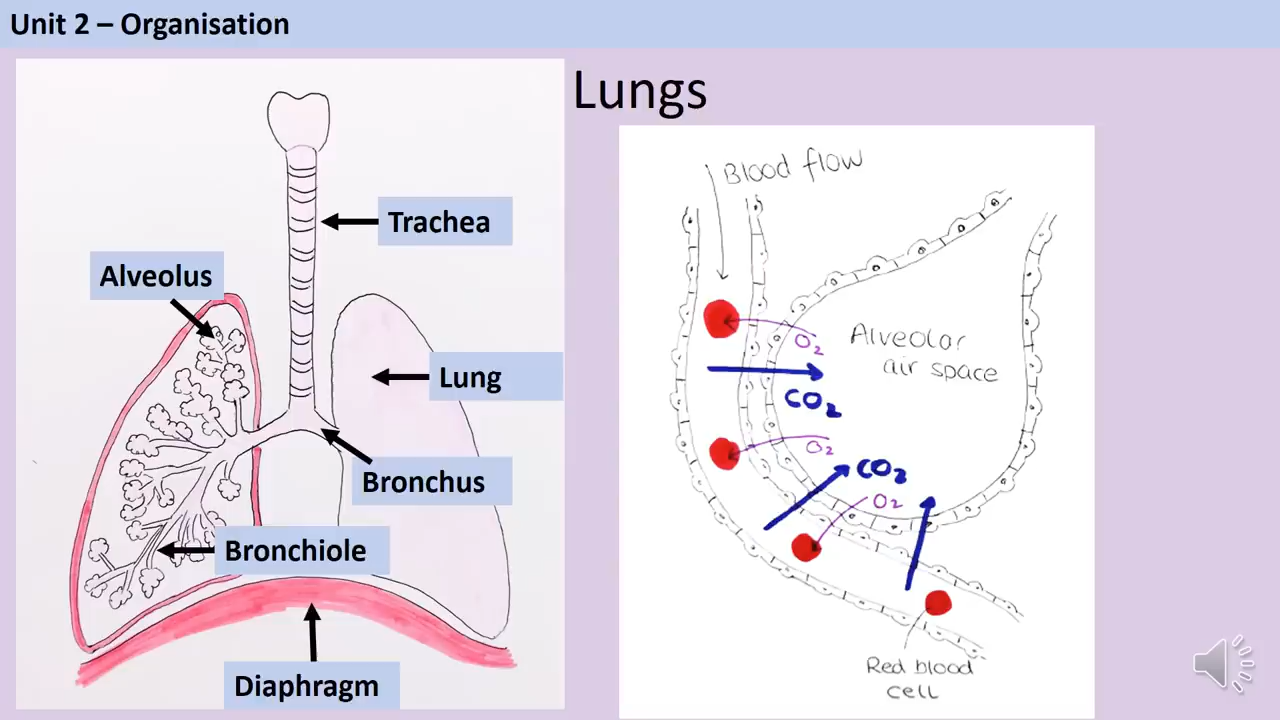 Unit 2 – Organisation
Lungs
Trachea
Alveolus
Lung
Bronchus
Bronchiole
Diaphragm
Blood flow
O₂
Alveolar
air space
CO₂
O₂
CO₂
O₂
Red blood
cell